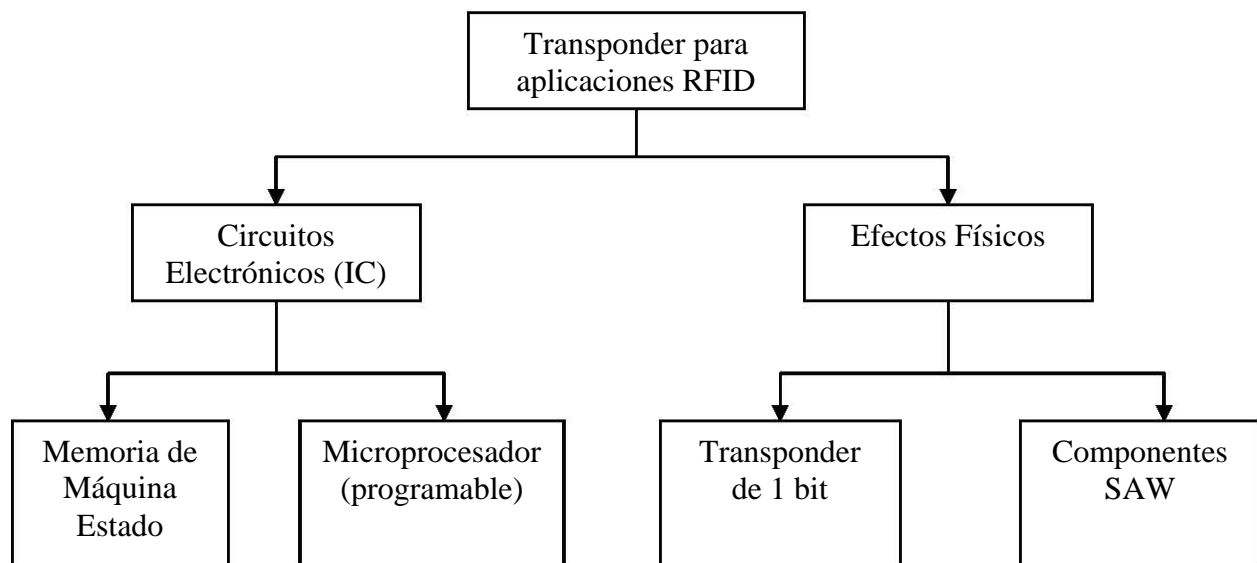 Transponder para
aplicaciones RFID
Circuitos
Electrónicos (IC)
Efectos Físicos
Memoria de
Máquina
Estado
Microprocesador
(programable)
Transponder
de 1 bit
Componentes
SAW